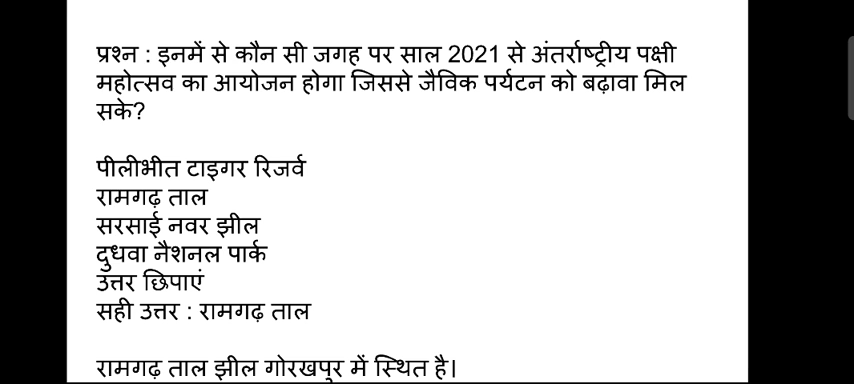 प्रश्न : इनमें से कौन सी जगह पर साल 2021 से अंतर्राष्ट्रीय पक्षी
महोत्सव का आयोजन होगा जिससे जैविक पर्यटन को बढ़ावा मिल
सके?
पीलीभीत टाइगर रिजर्व
रामगढ़ ताल
सरसाई नवर झील
दुधवा नैशनल पार्क
उत्तर छिपाएं
सही उत्तर : रामगढ़ ताल
रामगढ़ ताल झील गोरखपुर में स्थित है।